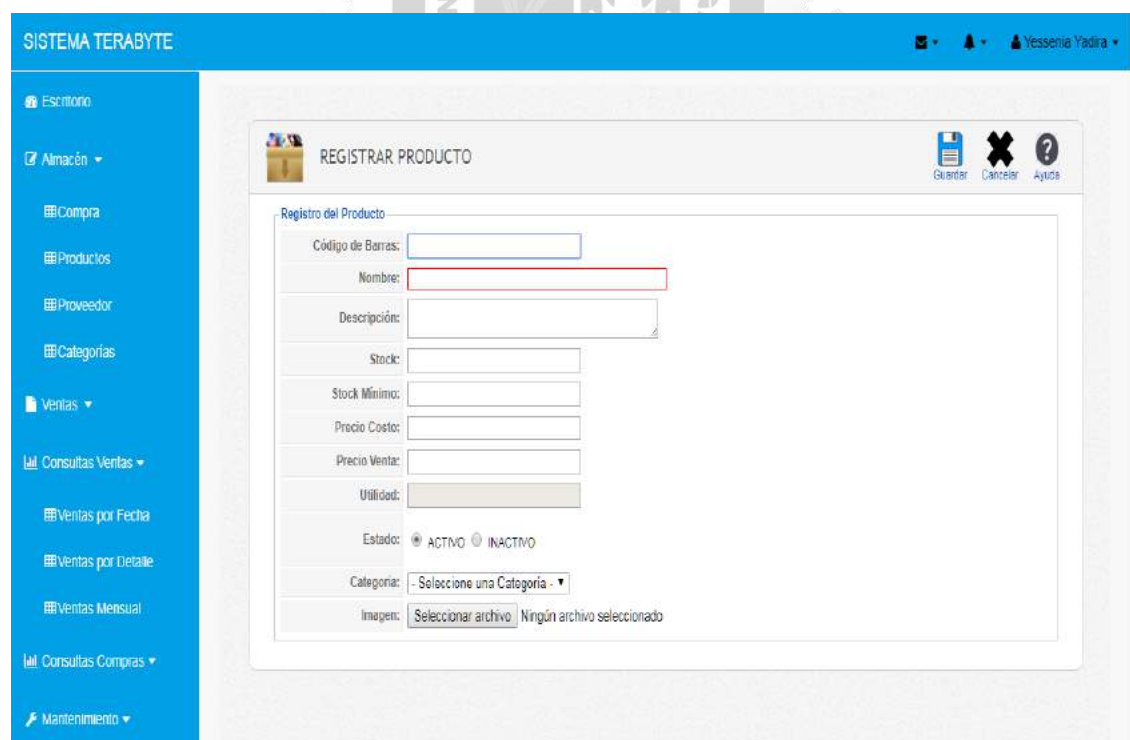 SISTEMA TERABYTE
Yessenia Yadira
Escritorio
Almacén
Compra
Productos
Proveedor
Categorías
Ventas
Consultas Ventas
Ventas por Fecha
Ventas por Detalle
Ventas Mensual
Consultas Compras
Mantenimiento
REGISTRAR PRODUCTO
Guardar Cancelar Ayuda
Registro del Producto
Código de Barras:
Nombre:
Descripción:
Stock:
Stock Mínimo:
Precio Costo:
Precio Venta:
Utilidad:
Estado: ACTIVO INACTIVO
Categoria: - Seleccione una Categoría -
Imagen: Seleccionar archivo Ningún archivo seleccionado